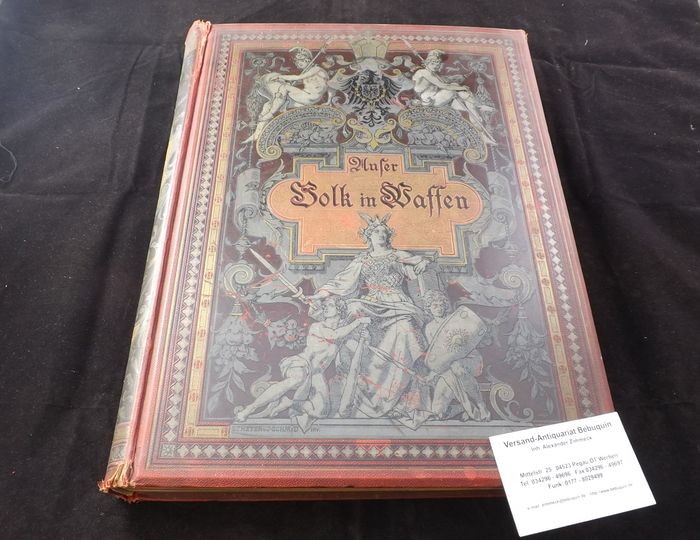 Unser
Volk in Waffen
Versand-Antiquariat Bebuquin
Inh. Alexander Zimmeck
Mittelstr. 25 04523 Pegau OT Werben
Tel. 034296 - 49696 Fax 034296 - 49697
Funk: 0177 - 8029499